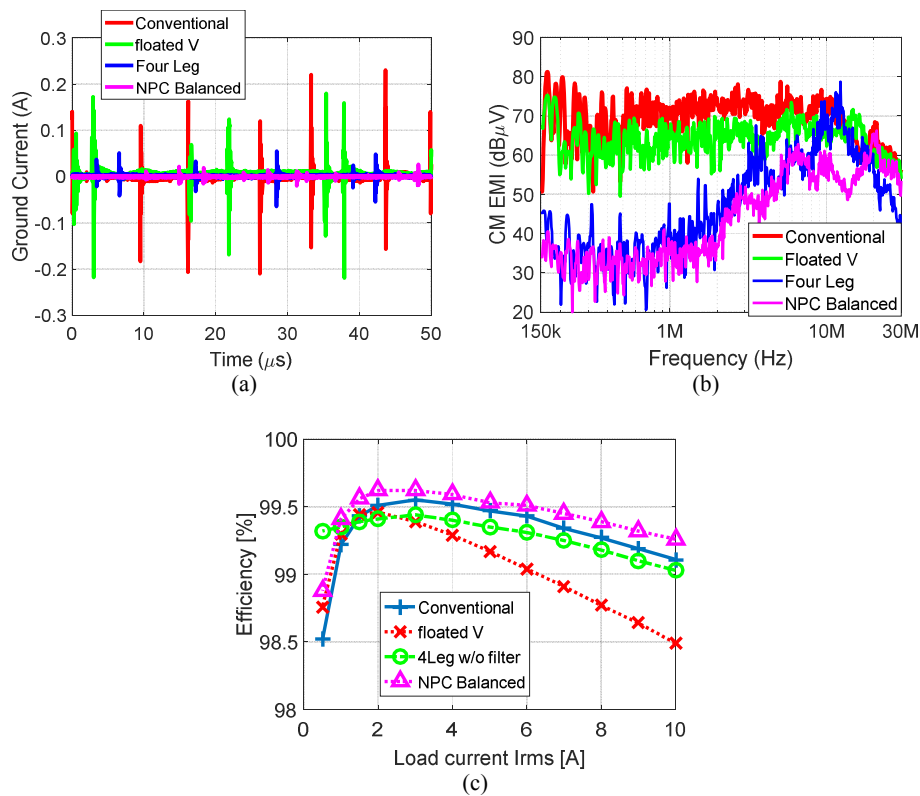 Conventional
floated V
Four Leg
NPC Balanced
0.3
0.2
0.1
0
-0.1
-0.2
-0.3
Ground Current (A)
0 10 20 30 40 50
Time (μs)
(a)
90
80
70
60
50
40
30
20
CM EMI (dBμV)
Conventional
Floated V
Four Leg
NPC Balanced
150k 1M 10M 30M
Frequency (Hz)
(b)
100
99.5
99
98.5
98
Efficiency [%]
Conventional
floated V
4Leg w/o filter
NPC Balanced
0 2 4 6 8 10
Load current Irms [A]
(c)